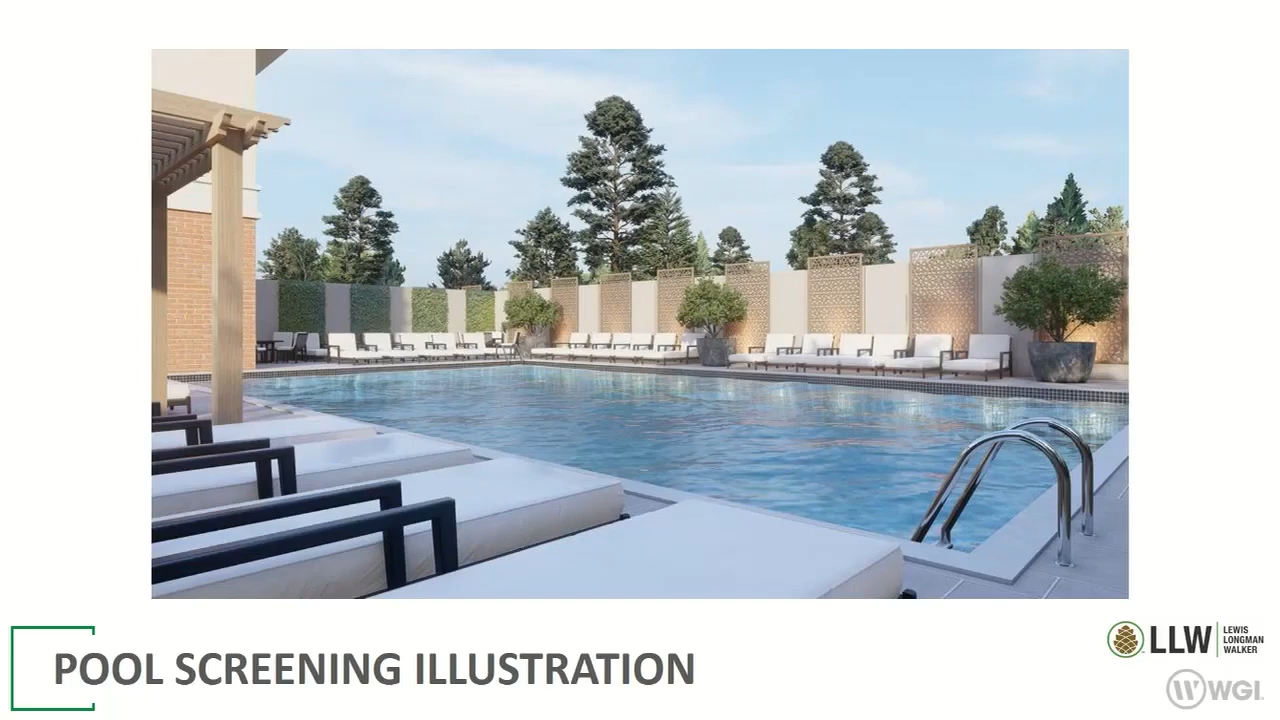 POOL SCREENING ILLUSTRATION
LLW
LEWIS
LONGMAN
WALKER
WGI